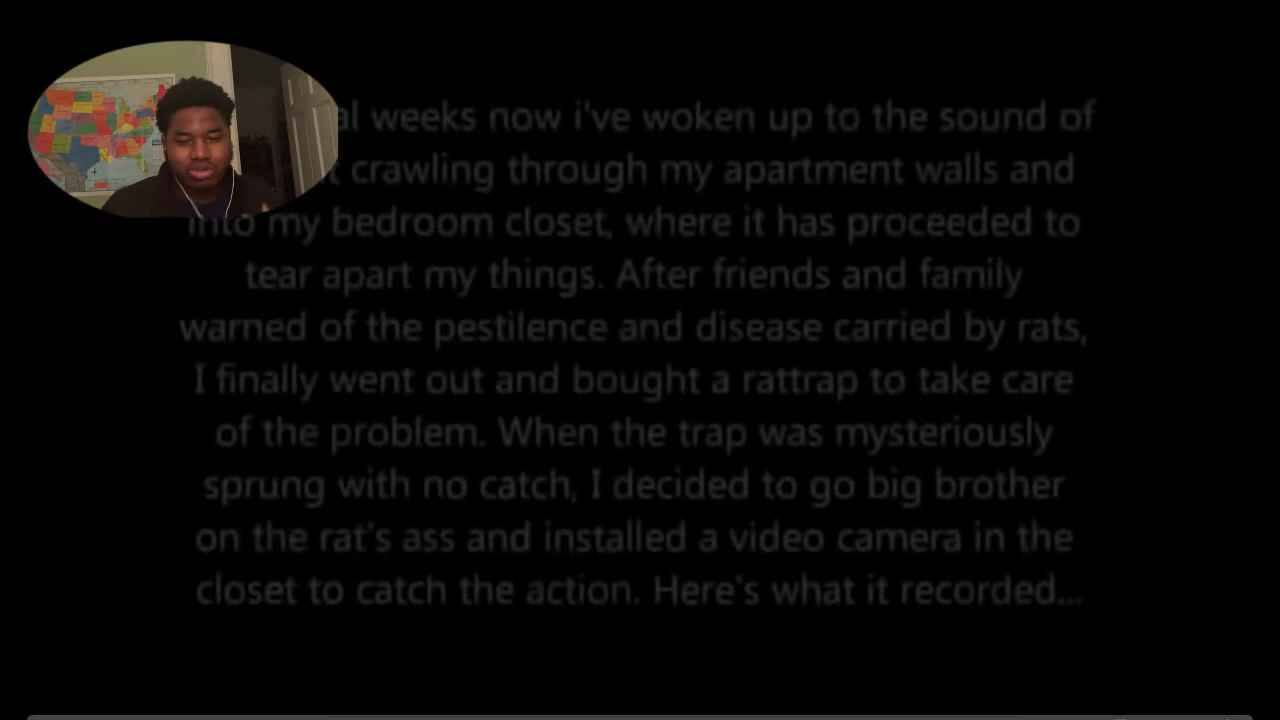 al weeks now i've woken up to the sound of
t crawling through my apartment walls and
into my bedroom closet, where it has proceeded to
tear apart my things. After friends and family
warned of the pestilence and disease carried by rats,
I finally went out and bought a rattrap to take care
of the problem. When the trap was mysteriously
sprung with no catch, I decided to go big brother
on the rat's ass and installed a video camera in the
closet to catch the action. Here's what it recorded...